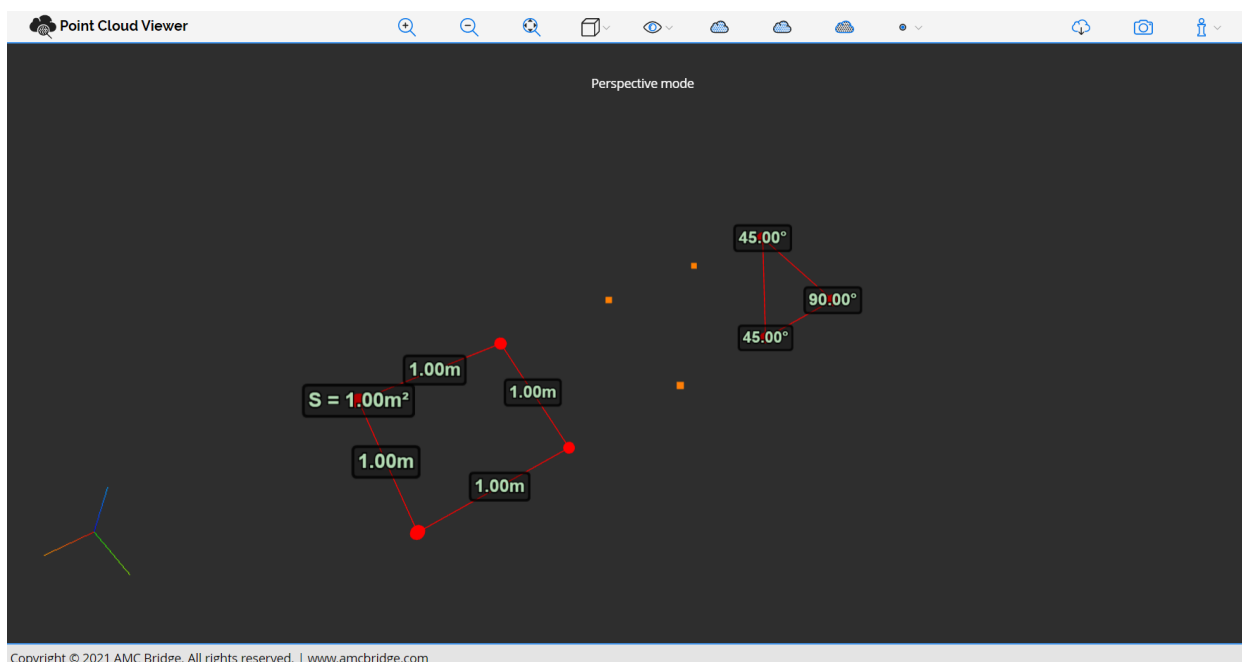 Point Cloud Viewer
Perspective mode
45.00°
90.00°
45.00°
1.00m
1.00m
S = 1.00m²
1.00m
1.00m
Copyright © 2021 AMC Bridge. All rights reserved. | www.amcbridge.com